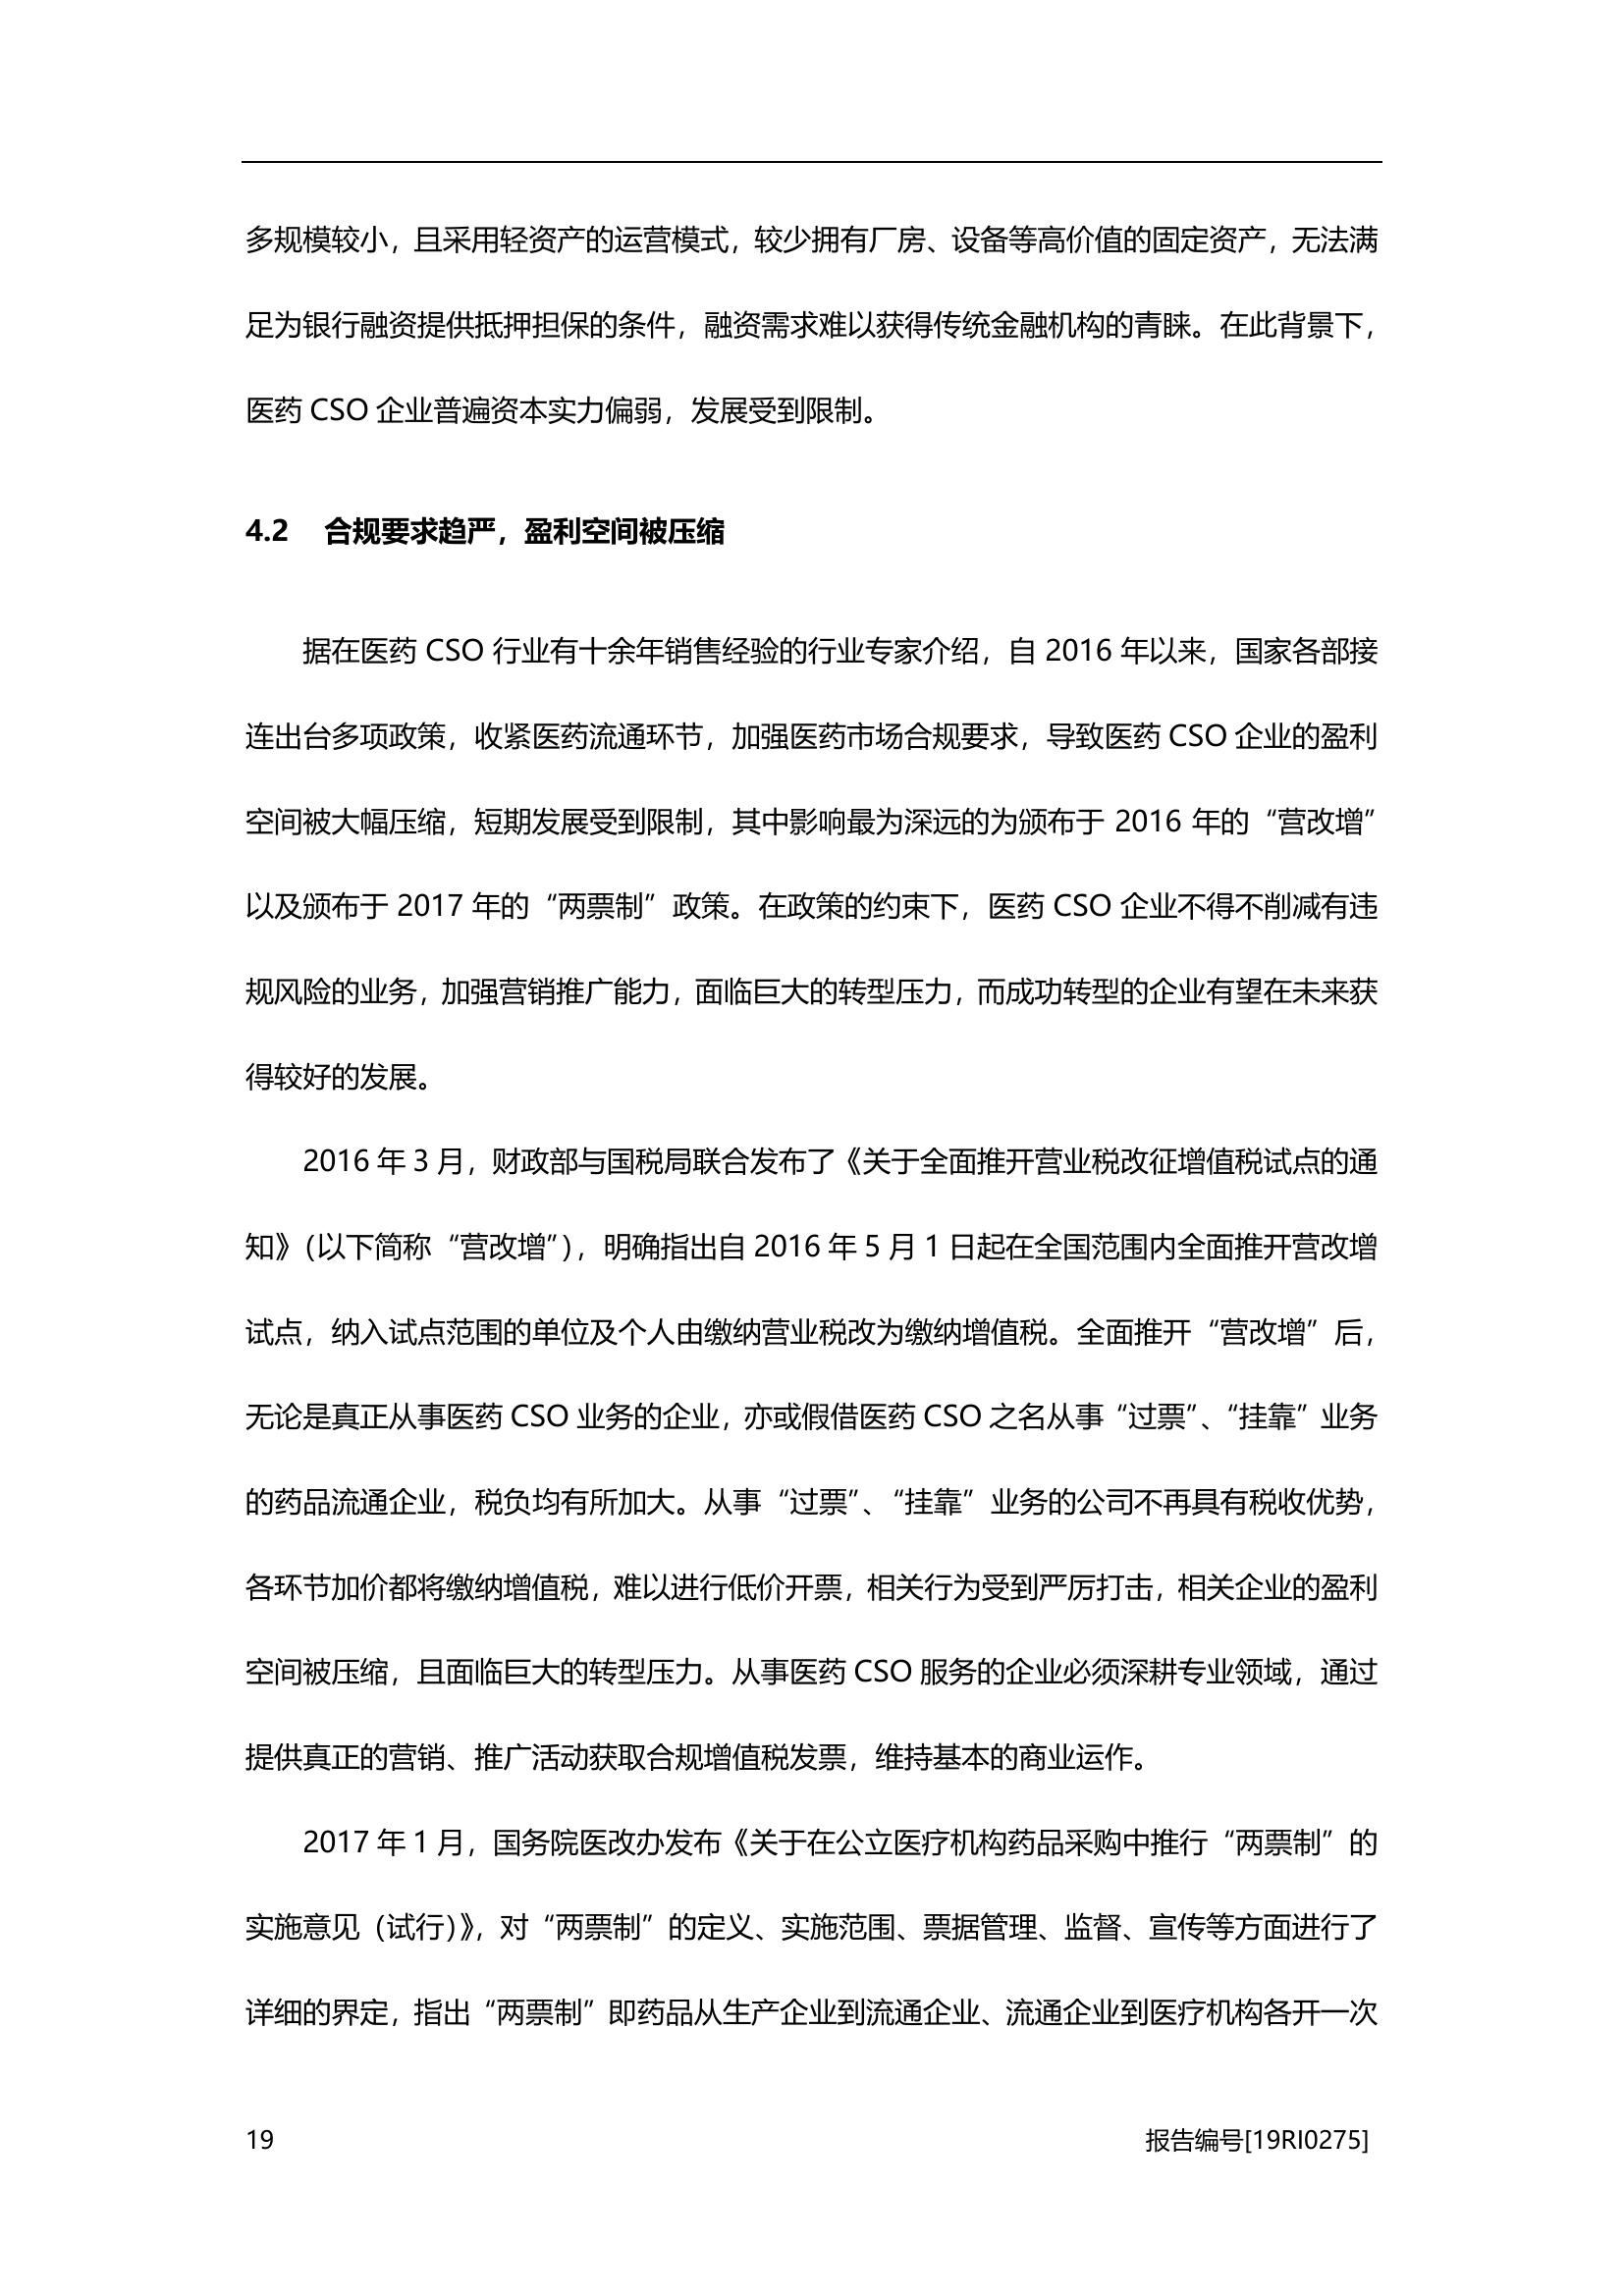 多规模较小，且采用轻资产的运营模式，较少拥有厂房、设备等高价值的固定资产，无法满
足为银行融资提供抵押担保的条件，融资需求难以获得传统金融机构的青睐。在此背景下，
医药 CSO 企业普遍资本实力偏弱，发展受到限制。
4.2 合规要求趋严，盈利空间被压缩
据在医药 CSO 行业有十余年销售经验的行业专家介绍，自 2016 年以来，国家各部接
连出台多项政策，收紧医药流通环节，加强医药市场合规要求，导致医药 CSO 企业的盈利
空间被大幅压缩，短期发展受到限制，其中影响最为深远的为颁布于 2016 年的“营改增”
以及颁布于 2017 年的“两票制”政策。在政策的约束下，医药 CSO 企业不得不削减有违
规风险的业务，加强营销推广能力，面临巨大的转型压力，而成功转型的企业有望在未来获
得较好的发展。
2016 年 3 月，财政部与国税局联合发布了《关于全面推开营业税改征增值税试点的通
知》（以下简称“营改增”），明确指出自 2016 年 5 月 1 日起在全国范围内全面推开营改增
试点，纳入试点范围的单位及个人由缴纳营业税改为缴纳增值税。全面推开“营改增”后，
无论是真正从事医药 CSO 业务的企业，亦或假借医药 CSO 之名从事“过票”、“挂靠”业务
的药品流通企业，税负均有所加大。从事“过票”、“挂靠”业务的公司不再具有税收优势，
各环节加价都将缴纳增值税，难以进行低价开票，相关行为受到严厉打击，相关企业的盈利
空间被压缩，且面临巨大的转型压力。从事医药 CSO 服务的企业必须深耕专业领域，通过
提供真正的营销、推广活动获取合规增值税发票，维持基本的商业运作。
2017 年 1 月，国务院医改办发布《关于在公立医疗机构药品采购中推行“两票制”的
实施意见（试行）》，对“两票制”的定义、实施范围、票据管理、监督、宣传等方面进行了
详细的界定，指出“两票制”即药品从生产企业到流通企业、流通企业到医疗机构各开一次
19 报告编号[19RI0275]